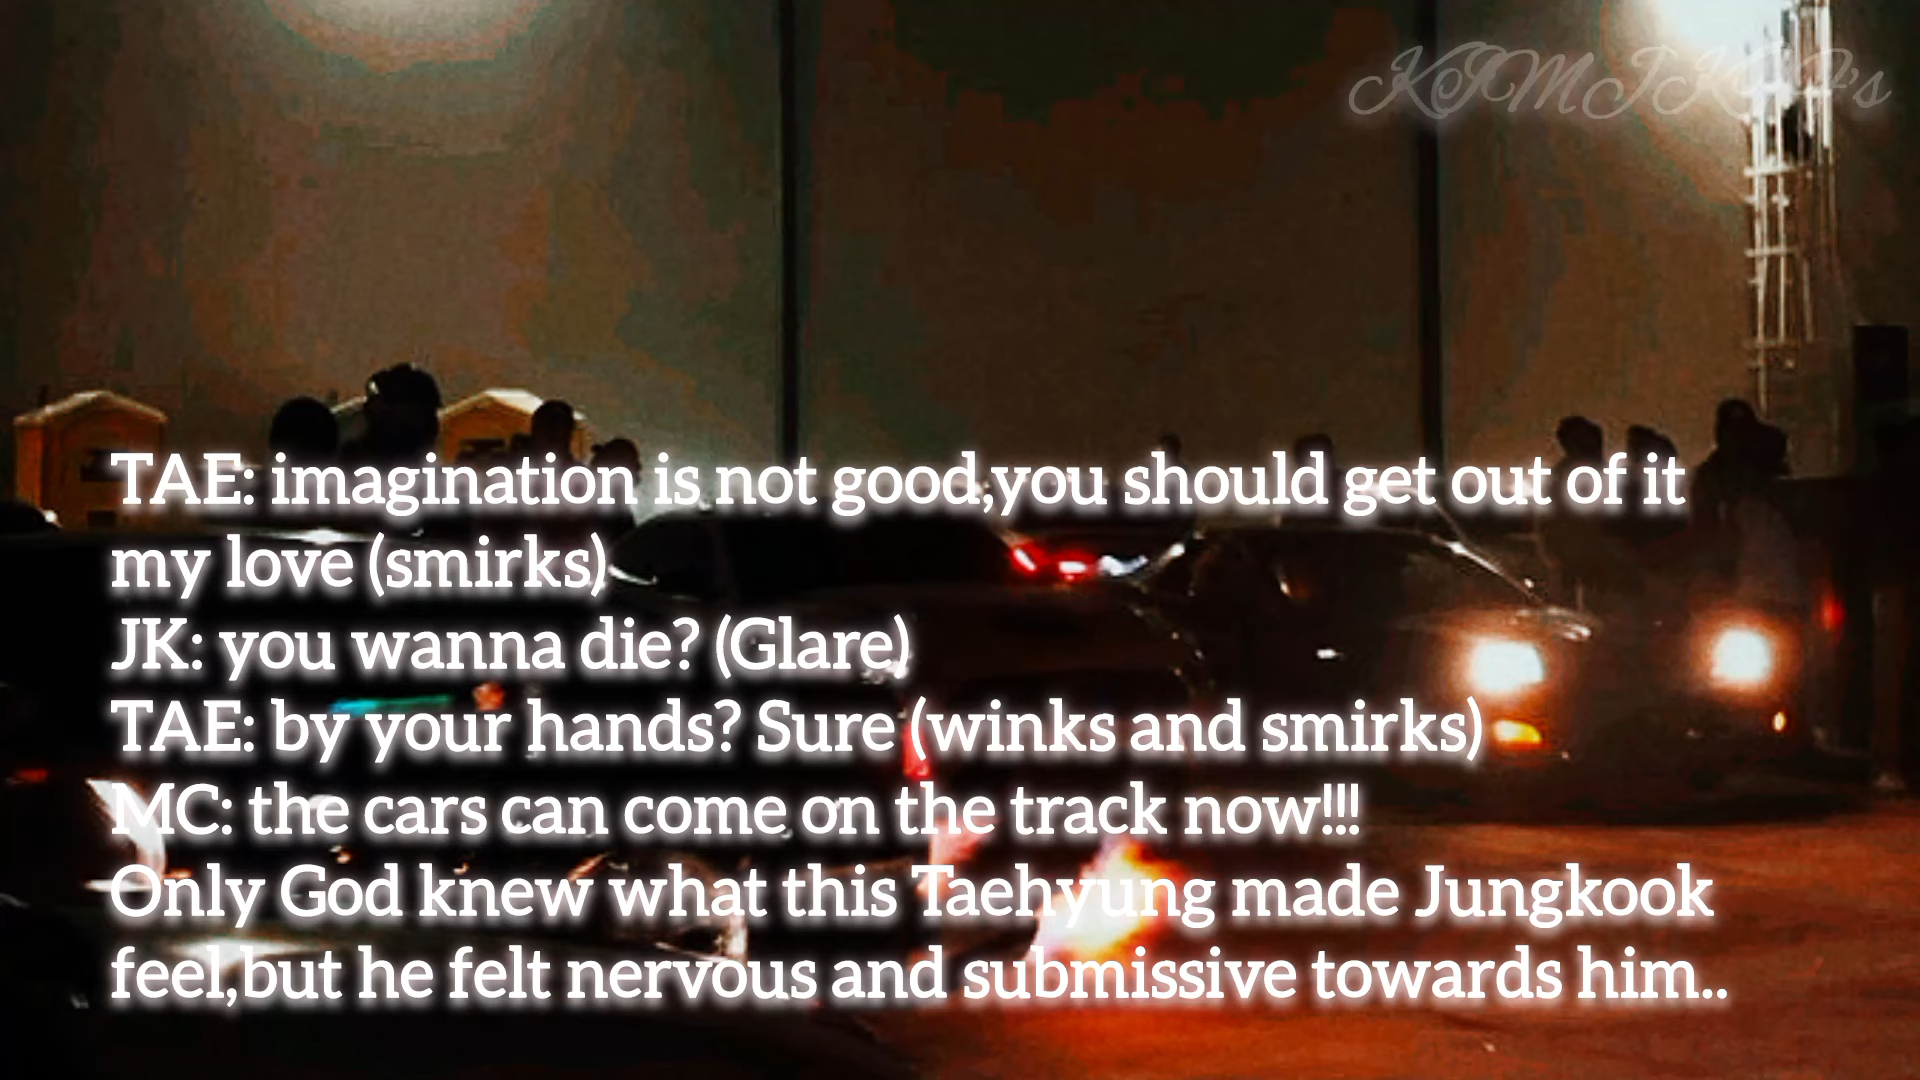 TAE: imagination is not good,you should get out of it
my love (smirks)
JK: you wanna die? (Glare)
TAE: by your hands? Sure (winks and smirks)
MC: the cars can come on the track now!!!
Only God knew what this Taehyung made Jungkook
feel,but he felt nervous and submissive towards him..